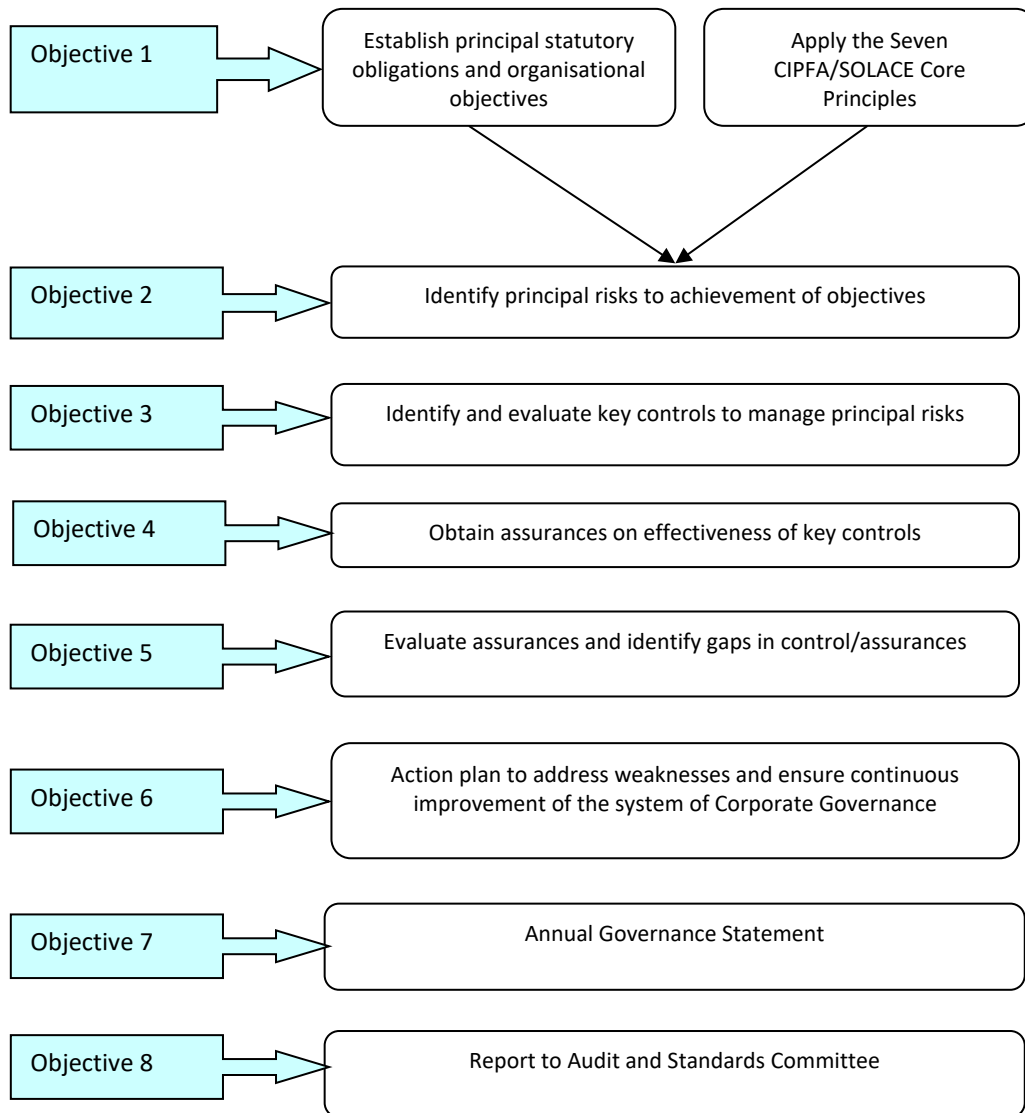 Objective 1
Establish principal statutory
obligations and organisational
objectives
Apply the Seven
CIPFA/SOLACE Core
Principles
Objective 2
Identify principal risks to achievement of objectives
Objective 3
Identify and evaluate key controls to manage principal risks
Objective 4
Obtain assurances on effectiveness of key controls
Objective 5
Evaluate assurances and identify gaps in control/assurances
Objective 6
Action plan to address weaknesses and ensure continuous
improvement of the system of Corporate Governance
Objective 7
Annual Governance Statement
Objective 8
Report to Audit and Standards Committee